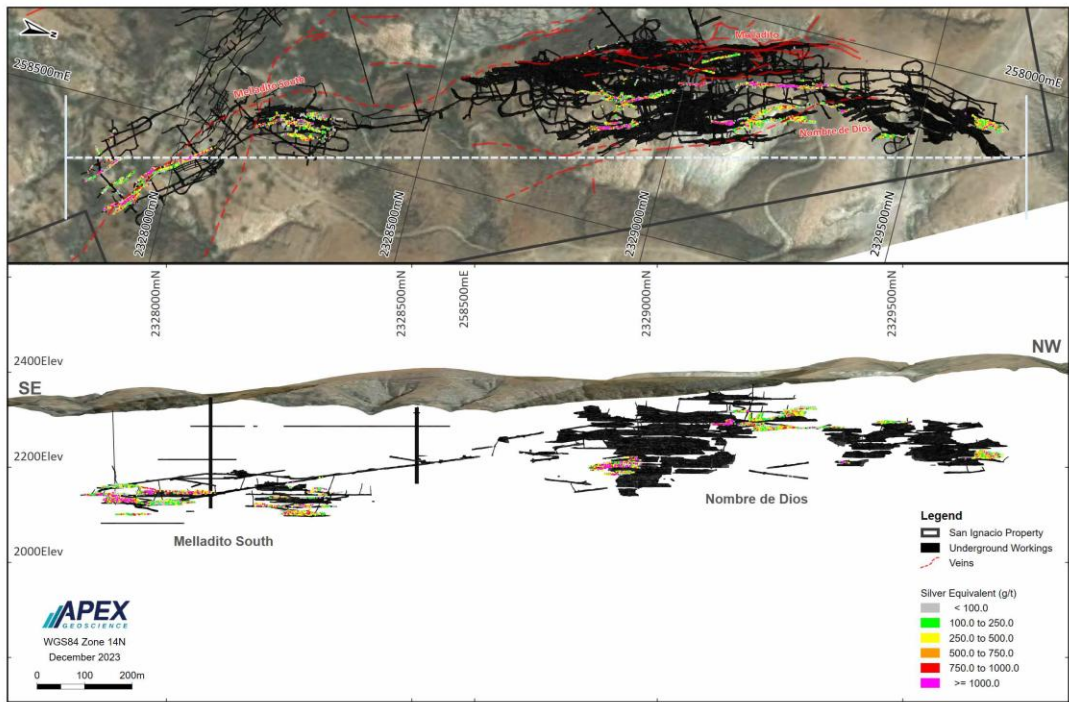 N
258500mE
Melladito South
Melladito
258000mE
Nombre de Dios
2328000mN
2328500mN
2329000mN
2329500mN
2328000mN
2328500mN
258500mE
2329000mN
2329500mN
2400Elev
SE
NW
2200Elev
Nombre de Dios
Melladito South
2000Elev
Legend
San Ignacio Property
Underground Workings
Veins
Silver Equivalent (g/t)
< 100.0
100.0 to 250.0
250.0 to 500.0
500.0 to 750.0
750.0 to 1000.0
>= 1000.0
APEX
GEOSCIENCE
WGS84 Zone 14N
December 2023
0 100 200m